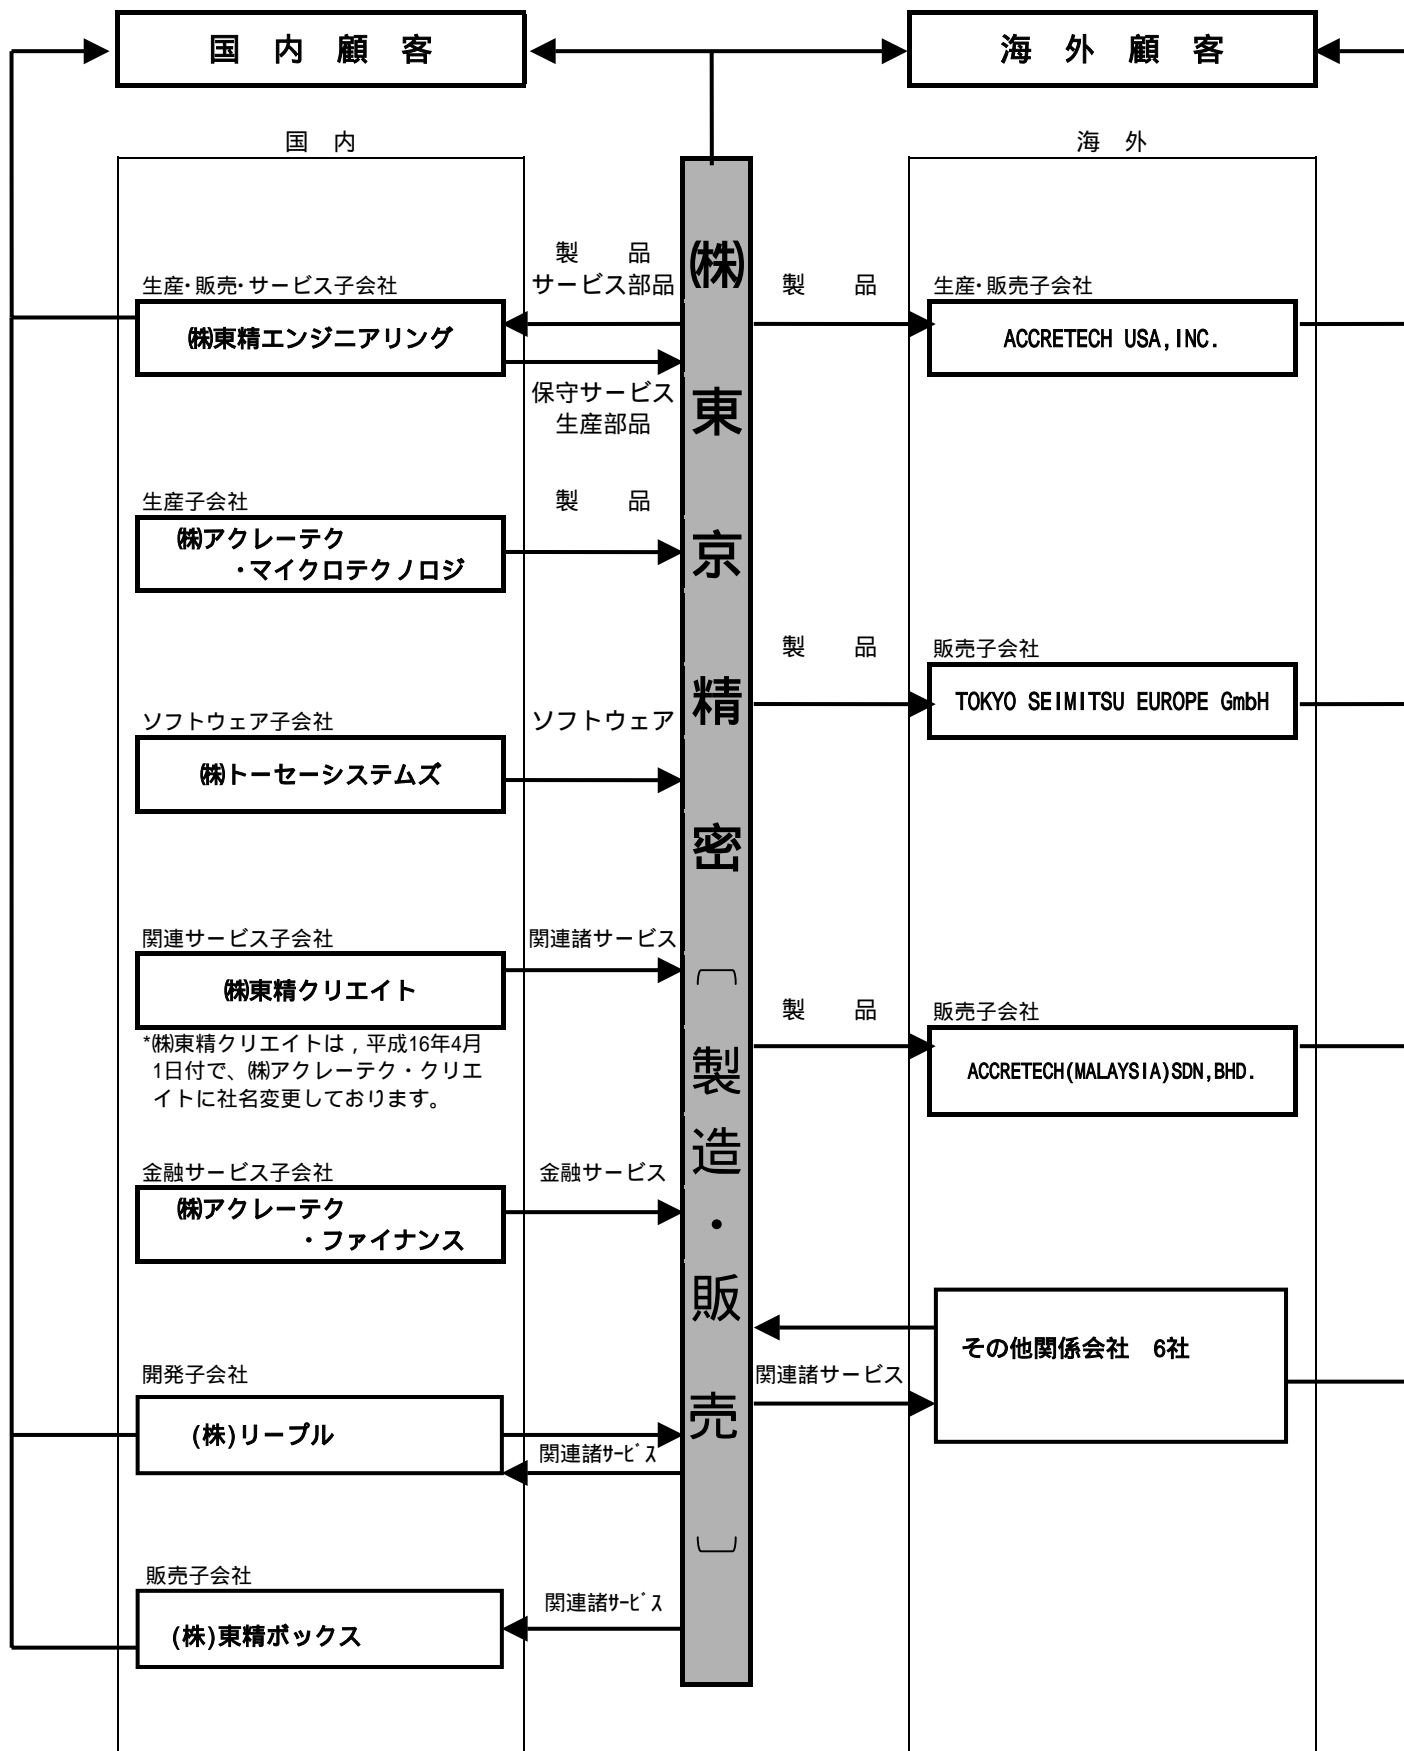 国　内　顧　客
海　外　顧　客
国　内
海　外
㈱東京精密〔製造・販売〕
生産・販売・サービス子会社
㈱東精エンジニアリング
製　　品
サービス部品
保守サービス
生産部品
生産子会社
㈱アクレーテク
・マイクロテクノロジ
製　　品
ソフトウェア子会社
㈱トーセーシステムズ
ソフトウェア
関連サービス子会社
㈱東精クリエイト
関連諸サービス
*㈱東精クリエイトは，平成16年4月
1日付で、㈱アクレーテク・クリエ
イトに社名変更しております。
金融サービス子会社
㈱アクレーテク
・ファイナンス
金融サービス
開発子会社
(株)リープル
関連諸ｻｰﾋﾞｽ
販売子会社
(株)東精ボックス
関連諸ｻｰﾋﾞｽ
製　　品
生産・販売子会社
ACCRETECH USA,INC.
製　　品
販売子会社
TOKYO SEIMITSU EUROPE GmbH
製　　品
販売子会社
ACCRETECH(MALAYSIA)SDN,BHD.
その他関係会社　6社
関連諸サービス